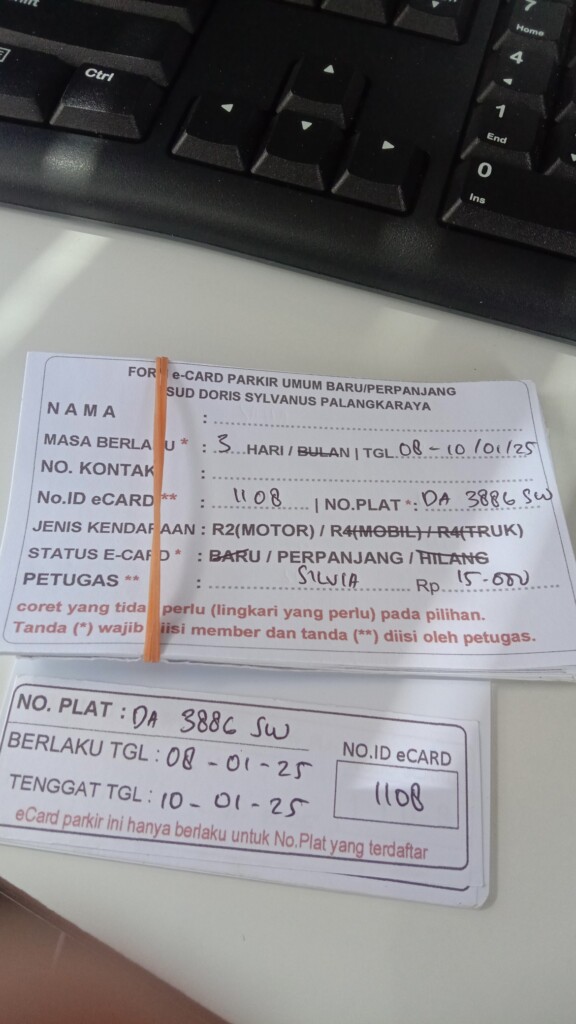 Ctrl
7
Home
4
1
End
0
Ins
FOR e-CARD PARKIR UMUM BARU/PERPANJANG
SUD DORIS SYLVANUS PALANGKARAYA
NAMA :
MASA BERLA U * : 3 HARI / BULAN | TGL 08 - 10 /01/25
NO. KONTAK :
No.ID eCARD ** : 1108 | NO.PLAT *: DA 3886 SW
JENIS KENDARAAN : R2(MOTOR) / R4(MOBIL) / R4(TRUK)
STATUS E-CARD * : BARU / PERPANJANG / HILANG
PETUGAS ** : SILVIA Rp 15.000
coret yang tida perlu (lingkari yang perlu) pada pilihan.
Tanda (*) wajib iisi member dan tanda (**) diisi oleh petugas.
NO. PLAT : DA 3886 SW
BERLAKU TGL : 08 - 01 - 25
NO.ID eCARD
TENGGAT TGL : 10 - 01 - 25
1108
eCard parkir ini hanya berlaku untuk No.Plat yang terdaftar